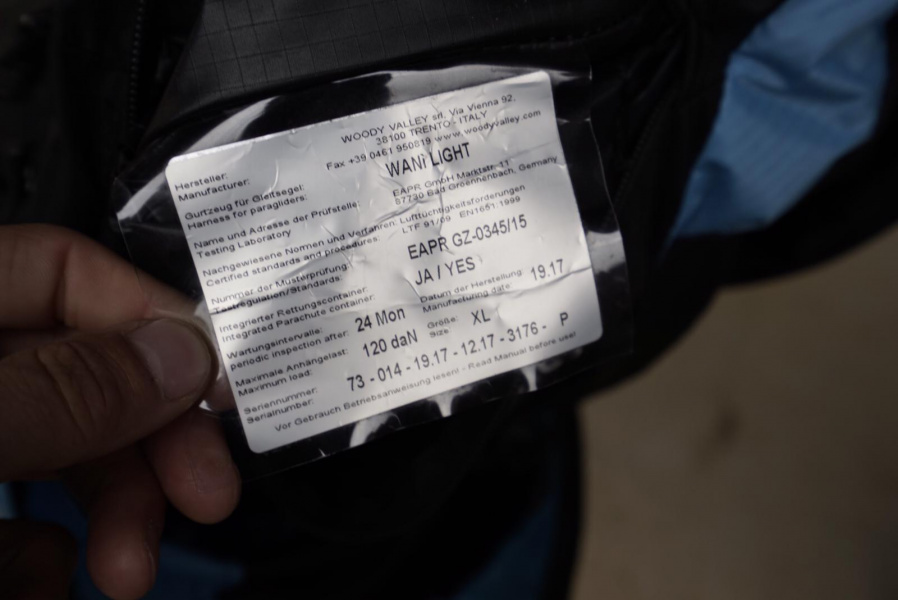 WOODY VALLEY srl, Via Vienna 92,
38100 TRENTO - ITALY
Hersteller:
Manufacturer: Fax +39 0461 950819 www.woodyvalley.com
Gurtzeug für Gleitsegel:
Harness for paragliders: WANI LIGHT
Name und Adresse der Prüfstelle: EAPR GmbH Marktstr. 11
Testing Laboratory 87730 Bad Groenhenbach, Germany
Nachgewiesene Normen und Verfahren: Lufttüchtigkeitsforderungen
Certified standards and procedures: LTF 91/09 EN1651:1999
Nummer der Musterprüfung: EAPR GZ-0345/15
Testregulation/Standards:
Integrierter Rettungscontainer: JA / YES
Integrated Parachute container:
Wartungsintervalle: 24 Mon Datum der Herstellung 19.17
periodic inspection after: Manufacturing date:
Maximale Anhängelast: 120 daN Größe: XL
Maximum load: Size
Seriennummer: 73 - 014 - 19.17 - 12.17 - 3176 - P
Serialnumber:
Vor Gebrauch Betriebsanweisung lesen! - Read Manual before use!